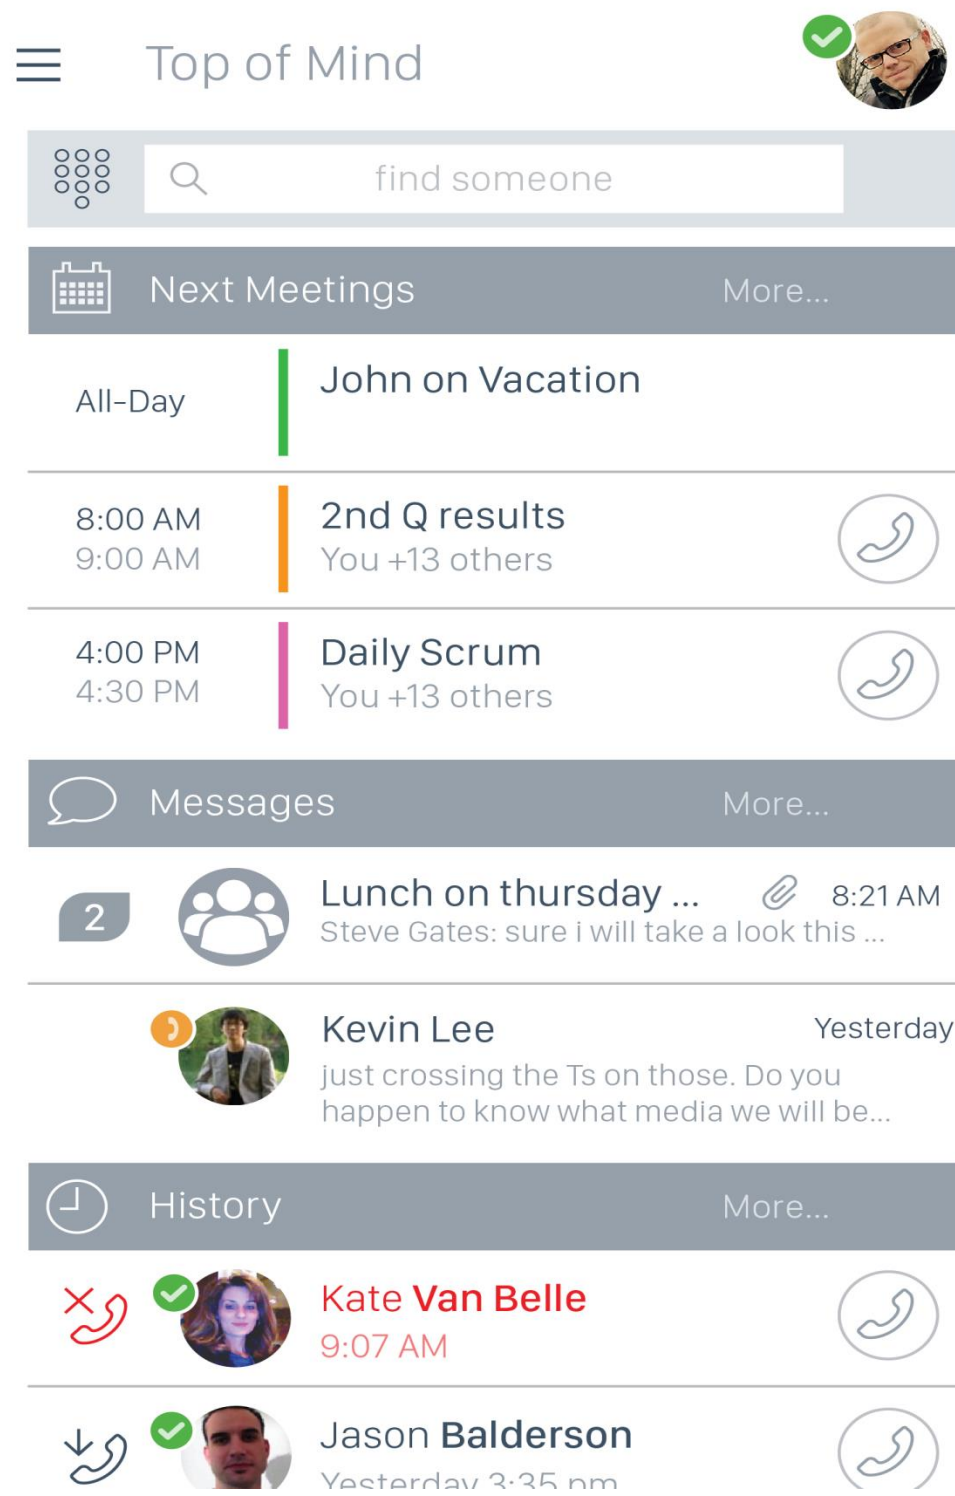 Top of Mind
find someone
Next Meetings More...
All-Day John on Vacation
8:00 AM 2nd Q results
9:00 AM You +13 others
4:00 PM Daily Scrum
4:30 PM You +13 others
Messages More...
2 Lunch on thursday ... 8:21 AM
Steve Gates: sure i will take a look this ...
Kevin Lee Yesterday
just crossing the Ts on those. Do you
happen to know what media we will be...
History More...
Kate Van Belle
9:07 AM
Jason Balderson
Yesterday 3:35 pm